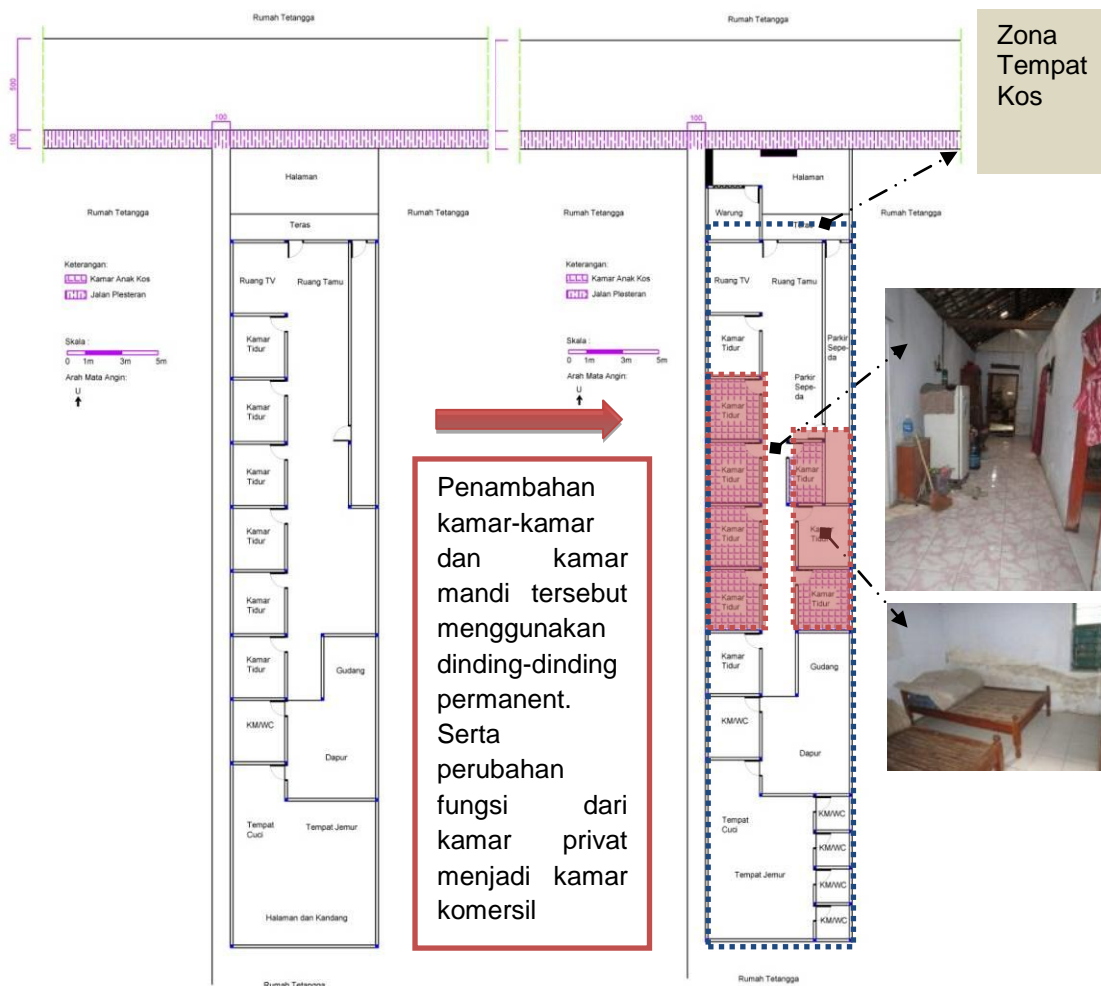 Rumah Tetangga
500
100
100
Halaman
Rumah Tetangga
Rumah Tetangga
Teras
Keterangan:
Kamar Anak Kos
Jalan Plesteran
Skala :
0 1m 3m 5m
Arah Mata Angin:
U
Ruang TV
Ruang Tamu
Kamar
Tidur
Kamar
Tidur
Kamar
Tidur
Kamar
Tidur
Kamar
Tidur
Kamar
Tidur
Gudang
KM/WC
Dapur
Tempat
Cuci
Tempat Jemur
Halaman dan Kandang
Rumah Tetangga
Penambahan
kamar-kamar
dan kamar
mandi tersebut
menggunakan
dinding-dinding
permanent.
Serta
perubahan
fungsi dari
kamar privat
menjadi kamar
komersil
Rumah Tetangga
100
Halaman
Rumah Tetangga
Warung
Teras
Rumah Tetangga
Keterangan:
Kamar Anak Kos
Jalan Plesteran
Skala :
0 1m 3m 5m
Arah Mata Angin:
U
Ruang TV
Ruang Tamu
Kamar
Tidur
Parkir
Sepe-
da
Parkir
Sepe-
da
Kamar
Tidur
Kamar
Tidur
Kamar
Tidur
Kamar
Tidur
Kamar
Tidur
Kamar
Tidur
Kamar
Tidur
Kamar
Tidur
Gudang
KM/WC
Dapur
Tempat
Cuci
KM/WC
KM/WC
Tempat Jemur
KM/WC
KM/WC
Rumah Tetangga
Zona
Tempat
Kos